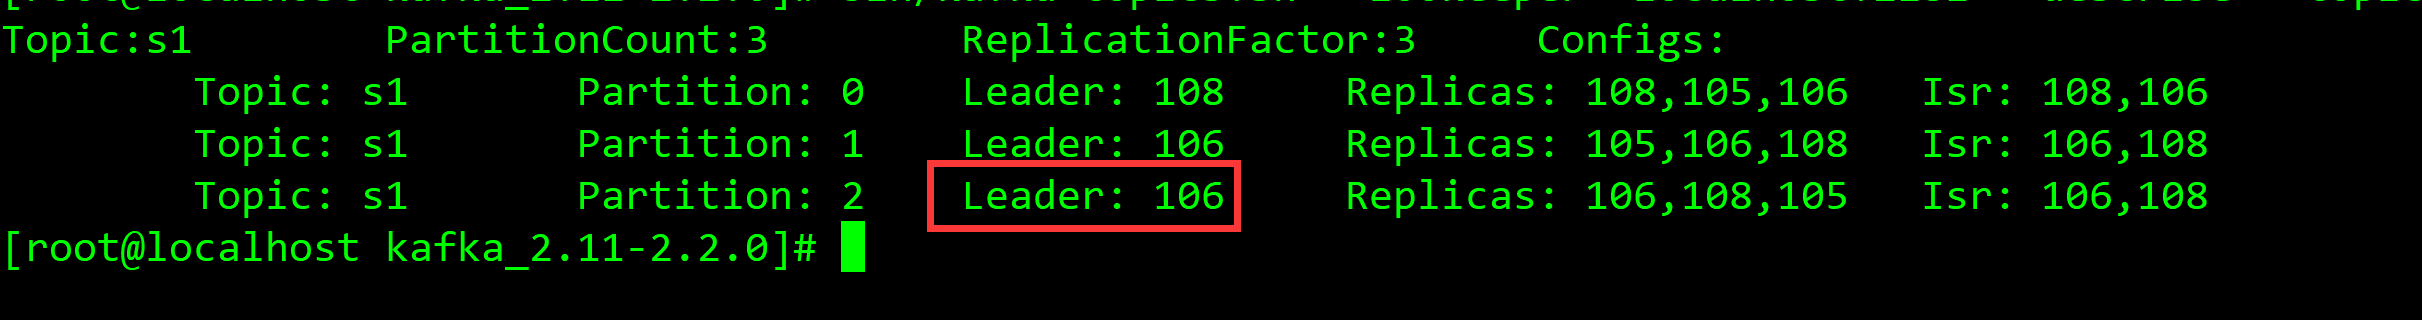 Topic:s1 PartitionCount:3 ReplicationFactor:3 Configs:
Topic: s1 Partition: 0 Leader: 108 Replicas: 108,105,106 Isr: 108,106
Topic: s1 Partition: 1 Leader: 106 Replicas: 105,106,108 Isr: 106,108
Topic: s1 Partition: 2 Leader: 106 Replicas: 106,108,105 Isr: 106,108
[root@localhost kafka_2.11-2.2.0]#